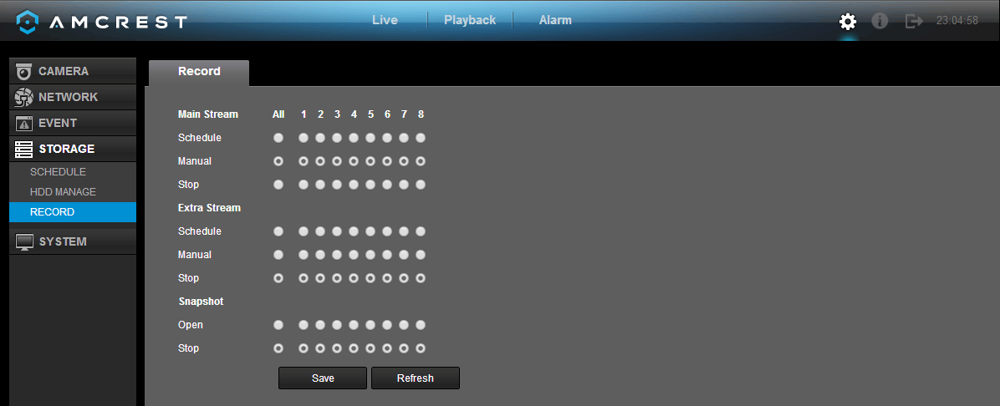 AMCREST
Live Playback Alarm 23:04:58
CAMERA
NETWORK
EVENT
STORAGE
SCHEDULE
HDD MANAGE
RECORD
SYSTEM
Record
Main Stream All 1 2 3 4 5 6 7 8
Schedule
Manual
Stop
Extra Stream
Schedule
Manual
Stop
Snapshot
Open
Stop
Save Refresh